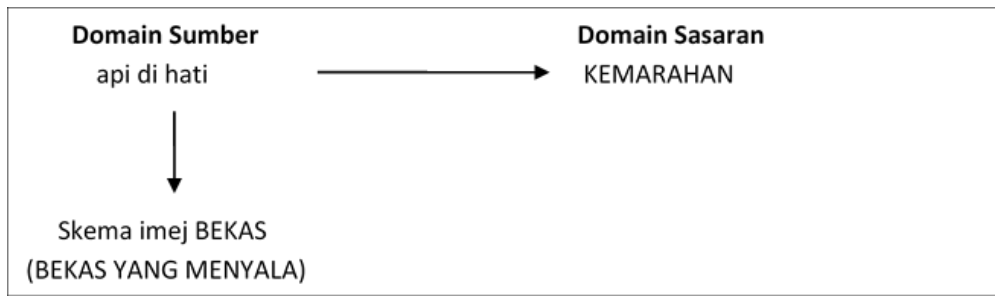 Domain Sumber Domain Sasaran
api di hati KEMARAHAN
Skema imej BEKAS
(BEKAS YANG MENYALA)